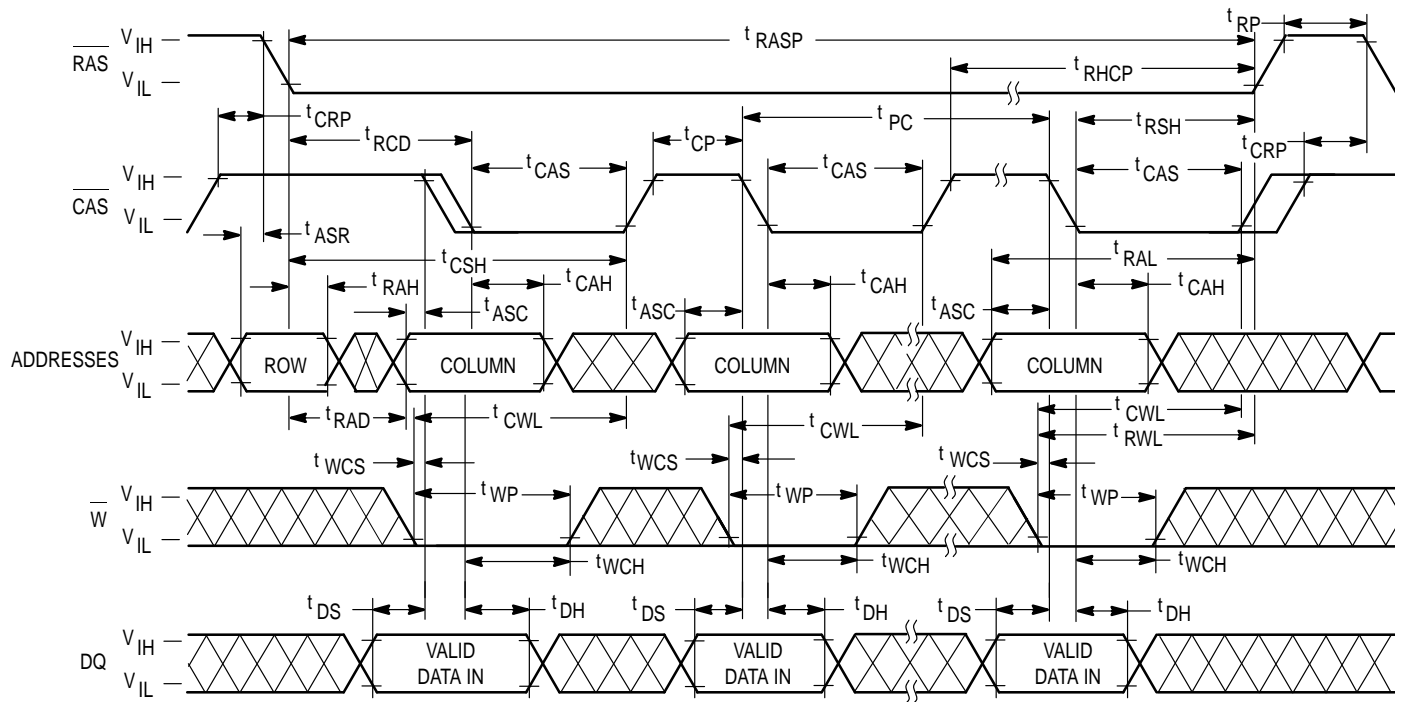 t RP
V IH
RAS
V IL
t RASP
t RHCP
t CRP
t RCD
t CP
t PC
t RSH
t CRP
V IH
CAS
V IL
t CAS
t CAS
t CAS
t ASR
t CSH
t RAL
t RAH
t CAH
t CAH
t CAH
t ASC
t ASC
t ASC
ADDRESSES
V IH
V IL
ROW
COLUMN
COLUMN
COLUMN
t RAD
t CWL
t CWL
t CWL
t RWL
t WCS
t WCS
t WCS
V IH
W
V IL
t WP
t WP
t WP
t WCH
t WCH
t WCH
t DS
t DH
t DS
t DH
t DS
t DH
DQ
V IH
V IL
VALID
DATA IN
VALID
DATA IN
VALID
DATA IN